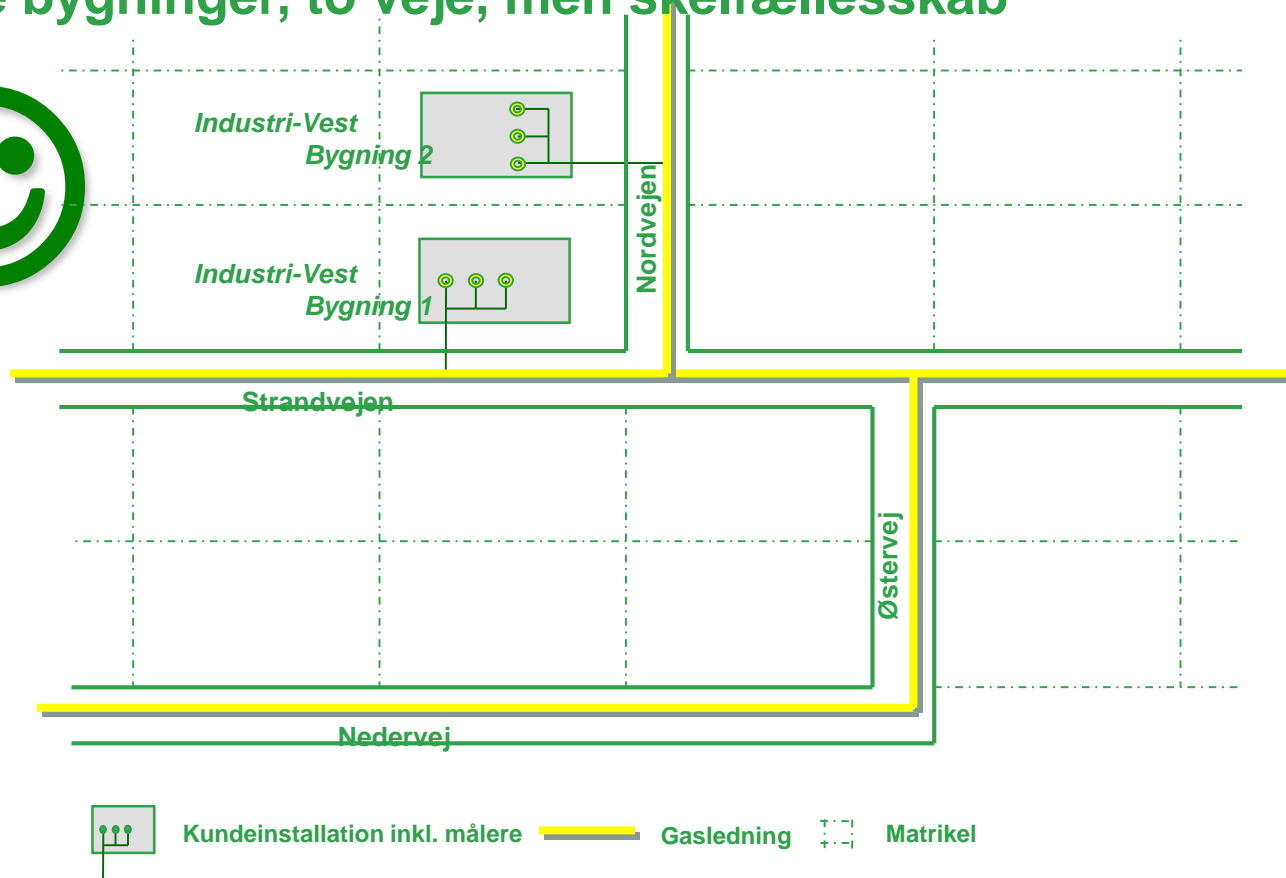 bygninger, to veje, men skelfællesskab
Industri-Vest
Bygning 2
Nordvejen
Industri-Vest
Bygning 1
Strandvejen
Østervej
Nedervej
Kundeinstallation inkl. målere
Gasledning
Matrikel